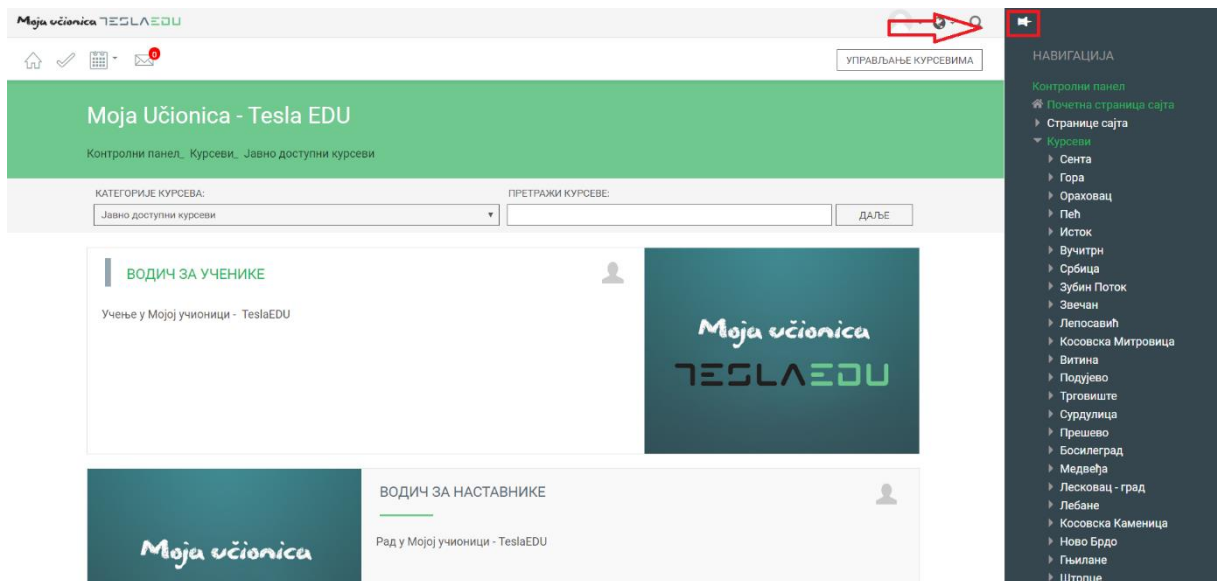 Moja učionica TESLAEDU
0
УПРАВЉАЊЕ КУРСЕВИМА
Moja Učionica - Tesla EDU
Контролни панел_ Курсеви_ Јавно доступни курсеви
КАТЕГОРИЈЕ КУРСЕВА:
ПРЕТРАЖИ КУРСЕВЕ:
Јавно доступни курсеви
ДАЉЕ
ВОДИЧ ЗА УЧЕНИКЕ
Учење у Мојој учионици - TeslaEDU
Moja učionica
TESLAEDU
ВОДИЧ ЗА НАСТАВНИКЕ
Рад у Мојој учионици - TeslaEDU
Moja učionica
НАВИГАЦИЈА
Контролни панел
Почетна страница сајта
Странице сајта
Курсеви
Сента
Гора
Ораховац
Пећ
Исток
Вучитрн
Србица
Зубин Поток
Звечан
Лепосавић
Косовска Митровица
Витина
Подујево
Трговиште
Сурдулица
Прешево
Босилеград
Медвеђа
Лесковац - град
Лебане
Косовска Каменица
Ново Брдо
Гњилане
Штрпце